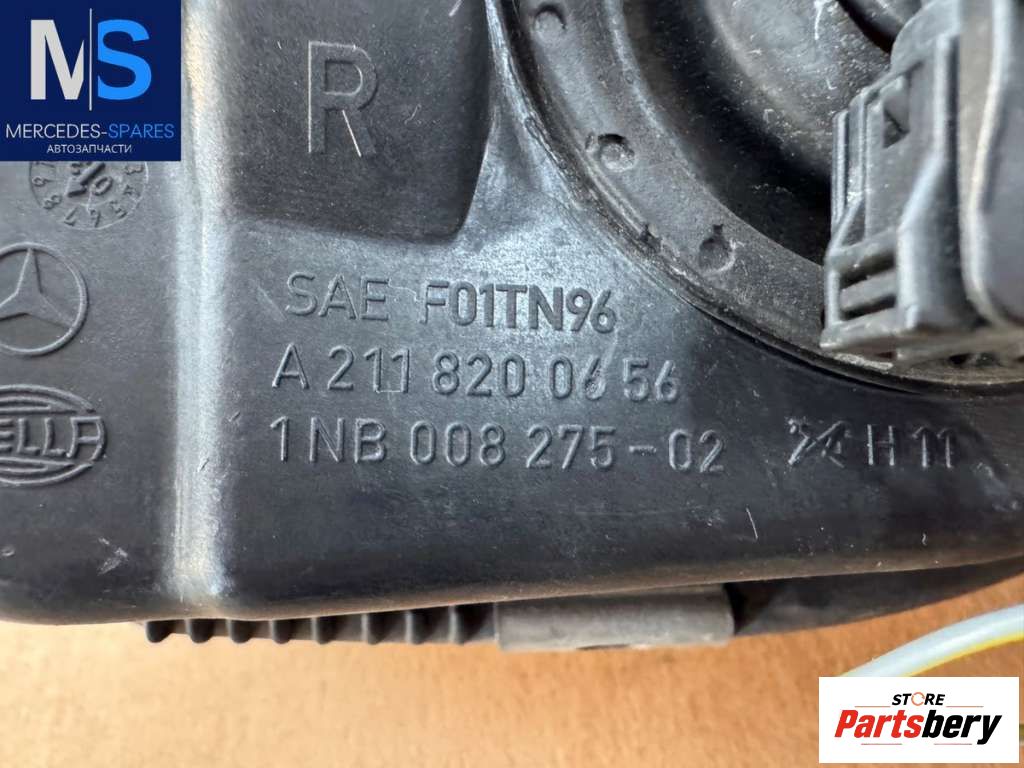 MS
MERCEDES-SPARES
АВТОЗАПЧАСТИ
R
SAE F01TN96
A 211 820 06 56
1NB 008 275-02 H11
HELLA
STORE
Partsbery